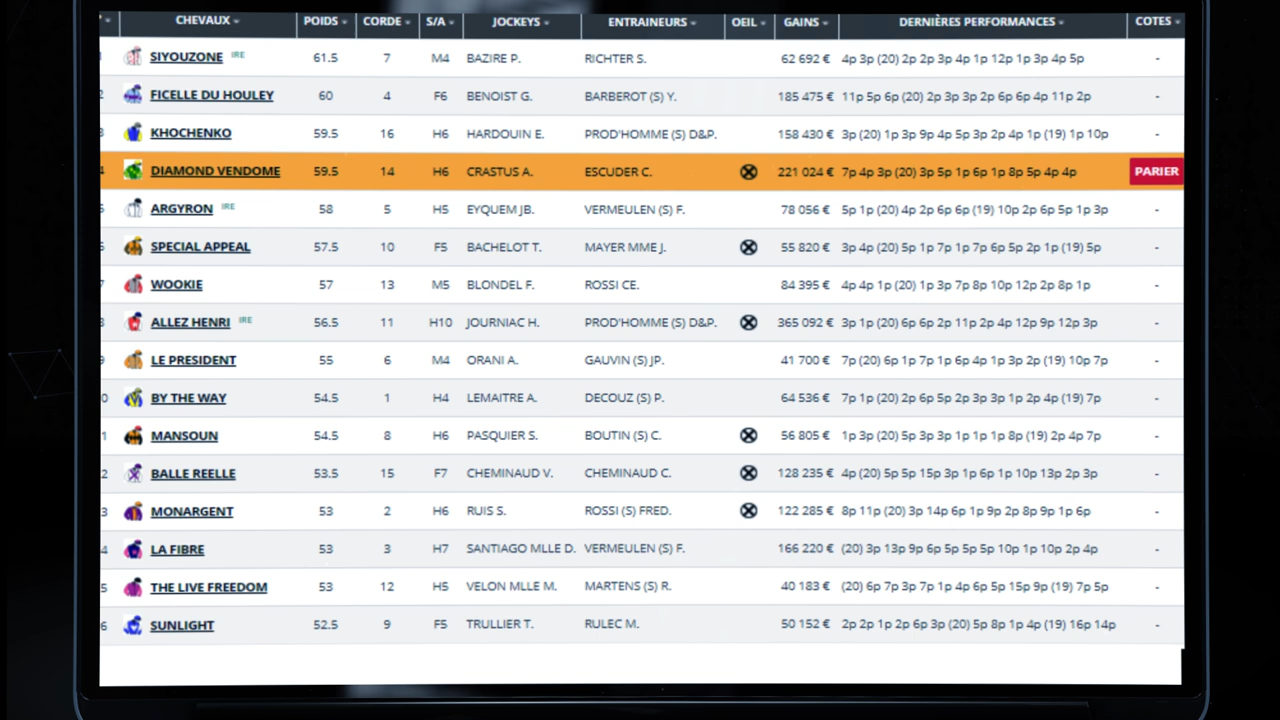 CHEVAUX POIDS CORDE S/A JOCKEYS ENTRAINEURS OEIL GAINS DERNIÈRES PERFORMANCES COTES
SIYOUZONE IRE 61.5 7 M4 BAZIRE P. RICHTER S. 62 692 € 4p 3p (20) 2p 2p 3p 4p 1p 12p 1p 3p 4p 5p -
2 FICELLE DU HOULEY 60 4 F6 BENOIST G. BARBEROT (S) Y. 185 475 € 11p 5p 6p (20) 2p 3p 3p 2p 6p 6p 4p 11p 2p -
3 KHOCHENKO 59.5 16 H6 HARDOUIN E. PROD'HOMME (S) D&P. 158 430 € 3p (20) 1p 3p 9p 4p 5p 3p 2p 4p 1p (19) 1p 10p -
4 DIAMOND VENDOME 59.5 14 H6 CRASTUS A. ESCUDER C. 221 024 € 7p 4p 3p (20) 3p 5p 1p 6p 1p 8p 5p 4p 4p PARIER
5 ARGYRON IRE 58 5 H5 EYQUEM JB. VERMEULEN (S) F. 78 056 € 5p 1p (20) 4p 2p 6p 6p (19) 10p 2p 6p 5p 1p 3p -
6 SPECIAL APPEAL 57.5 10 F5 BACHELOT T. MAYER MME J. 55 820 € 3p 4p (20) 5p 1p 7p 1p 7p 6p 5p 2p 1p (19) 5p -
7 WOOKIE 57 13 M5 BLONDEL F. ROSSI CE. 84 395 € 4p 4p 1p (20) 1p 3p 7p 8p 10p 12p 2p 8p 1p -
8 ALLEZ HENRI IRE 56.5 11 H10 JOURNIAC H. PROD'HOMME (S) D&P. 365 092 € 3p 1p (20) 6p 6p 2p 11p 2p 4p 12p 9p 12p 3p -
9 LE PRESIDENT 55 6 M4 ORANI A. GAUVIN (S) JP. 41 700 € 7p (20) 6p 1p 7p 1p 6p 4p 1p 3p 2p (19) 10p 7p -
0 BY THE WAY 54.5 1 H4 LEMAITRE A. DECOUZ (S) P. 64 536 € 7p 1p (20) 2p 6p 5p 2p 3p 3p 1p 2p 4p (19) 7p -
1 MANSOUN 54.5 8 H6 PASQUIER S. BOUTIN (S) C. 56 805 € 1p 3p (20) 5p 3p 3p 1p 1p 1p 8p (19) 2p 4p 7p -
2 BALLE REELLE 53.5 15 F7 CHEMINAUD V. CHEMINAUD C. 128 235 € 4p (20) 5p 5p 15p 3p 1p 6p 1p 10p 13p 2p 3p -
3 MONARGENT 53 2 H6 RUIS S. ROSSI (S) FRED. 122 285 € 8p 11p (20) 3p 14p 6p 1p 9p 2p 8p 9p 1p 6p -
4 LA FIBRE 53 3 H7 SANTIAGO MLLE D. VERMEULEN (S) F. 166 220 € (20) 3p 13p 9p 6p 5p 5p 5p 10p 1p 10p 2p 4p -
5 THE LIVE FREEDOM 53 12 H5 VELON MLLE M. MARTENS (S) R. 40 183 € (20) 6p 7p 3p 7p 1p 4p 6p 5p 15p 9p (19) 7p 5p -
6 SUNLIGHT 52.5 9 F5 TRULLIER T. RULEC M. 50 152 € 2p 2p 1p 2p 6p 3p (20) 5p 8p 1p 4p (19) 16p 14p -